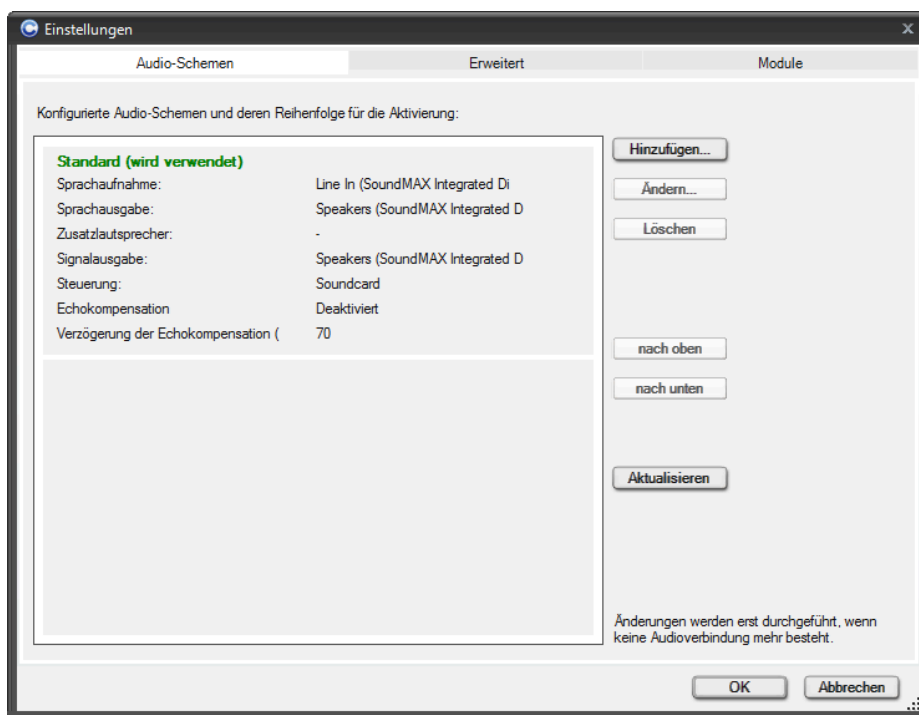 Einstellungen
Audio-Schemen Erweitert Module
Konfigurierte Audio-Schemen und deren Reihenfolge für die Aktivierung:
Standard (wird verwendet)
Sprachaufnahme: Line In (SoundMAX Integrated Di
Sprachausgabe: Speakers (SoundMAX Integrated D
Zusatzlautsprecher: -
Signalausgabe: Speakers (SoundMAX Integrated D
Steuerung: Soundcard
Echokompensation Deaktiviert
Verzögerung der Echokompensation ( 70
Hinzufügen...
Ändern...
Löschen
nach oben
nach unten
Aktualisieren
Änderungen werden erst durchgeführt, wenn
keine Audioverbindung mehr besteht.
OK Abbrechen